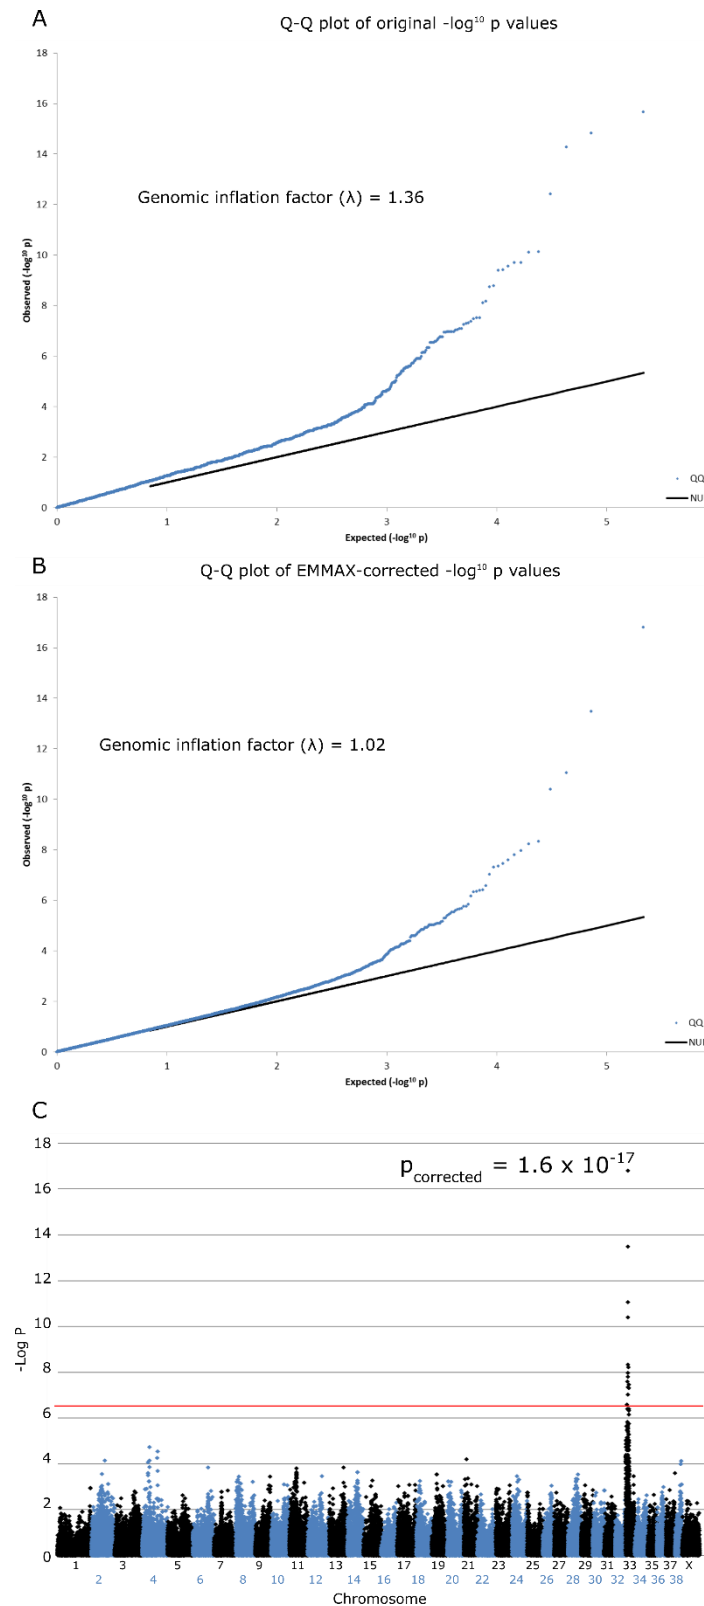 A
Q-Q plot of original -log¹⁰ p values
18
16
14
12
10
8
6
4
2
0
Observed (-log¹⁰ p)
Genomic inflation factor (λ) = 1.36
QQ
NU
0 1 2 3 4 5
Expected (-log¹⁰ p)
B
Q-Q plot of EMMAX-corrected -log¹⁰ p values
18
16
14
12
10
8
6
4
2
0
Observed (-log¹⁰ p)
Genomic inflation factor (λ) = 1.02
QQ
NU
0 1 2 3 4 5
Expected (-log¹⁰ p)
C
18
16
14
12
10
8
6
4
2
0
-Log P
p corrected = 1.6 x 10⁻¹⁷
1 3 5 7 9 11 13 15 17 19 21 23 25 27 29 31 33 35 37 X
2 4 6 8 10 12 14 16 18 20 22 24 26 28 30 32 34 36 38
Chromosome